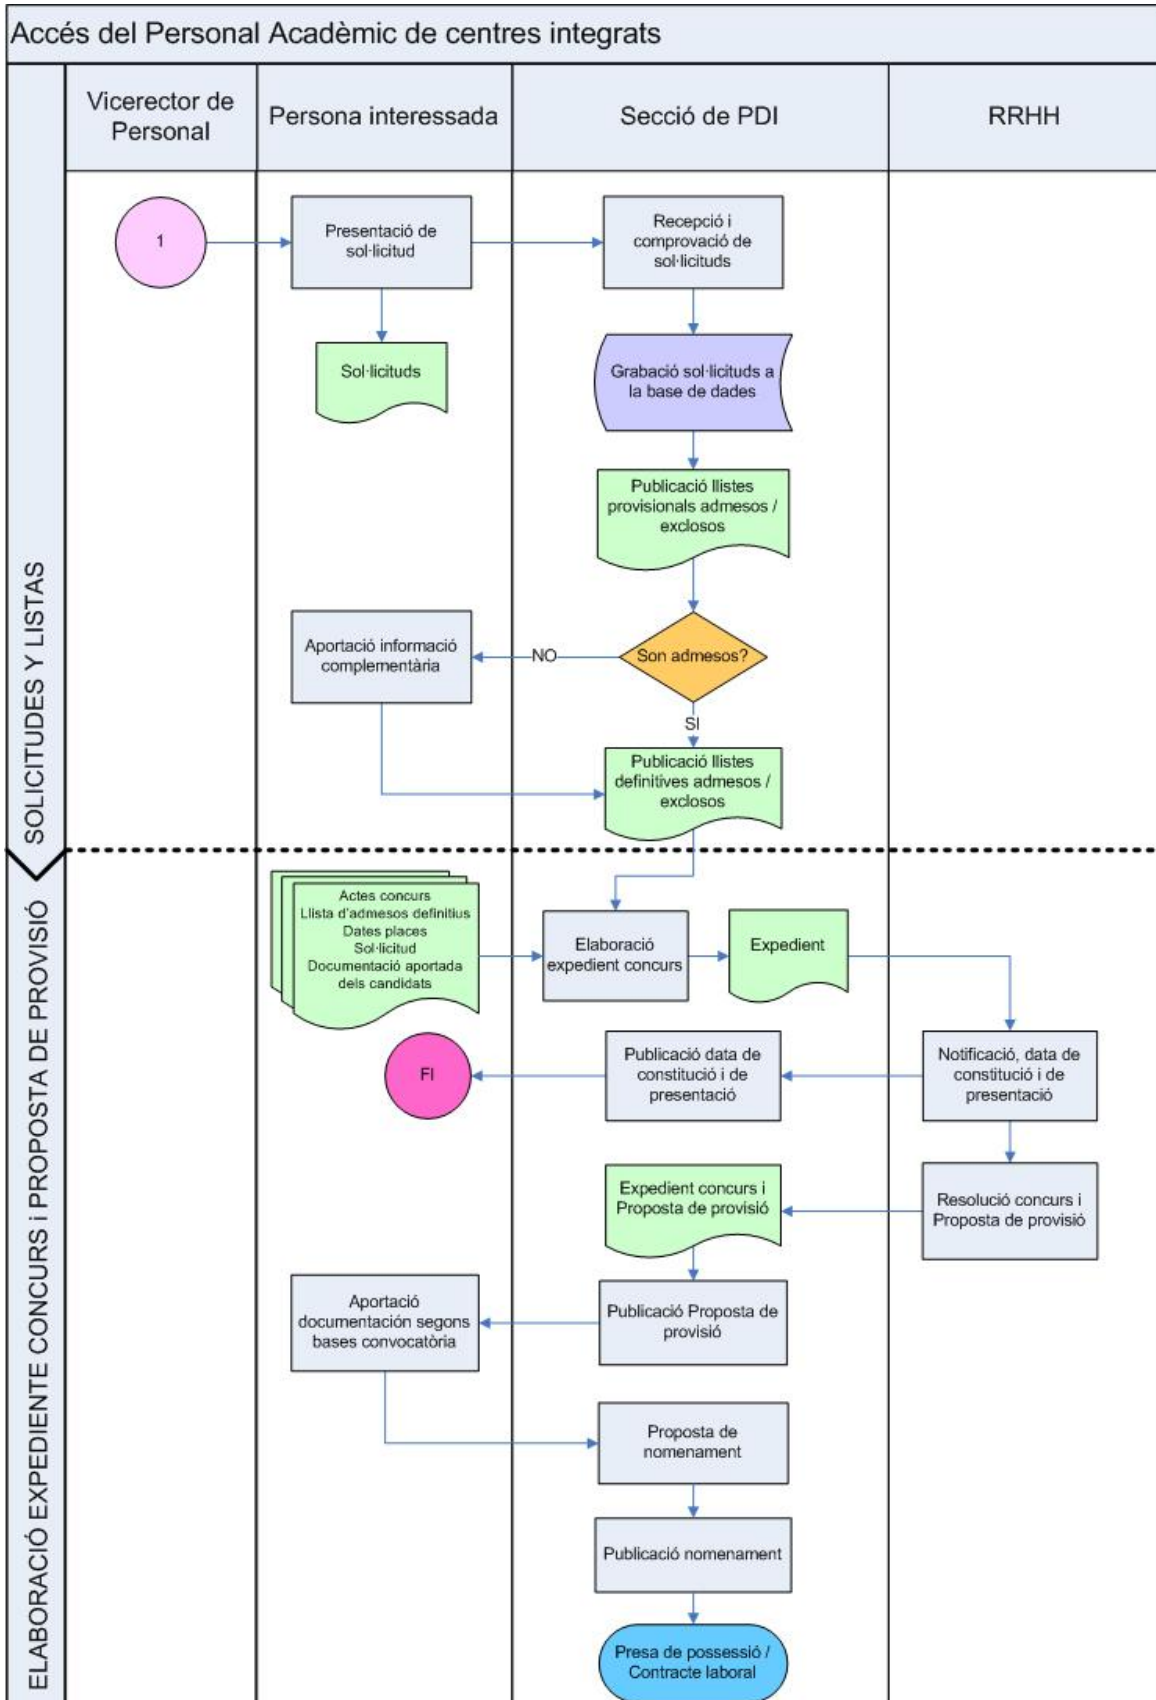 Accés del Personal Acadèmic de centres integrats
Vicerector de
Personal
Persona interessada
Secció de PDI
RRHH
SOLICITUDES Y LISTAS
1
Presentació de
sol·licitud
Recepció i
comprovació de
sol·licituds
Sol·licituds
Grabació sol·licituds a
la base de dades
Publicació llistes
provisionals admesos /
exclosos
Aportació informació
complementària
NO
Son admesos?
SI
Publicació llistes
definitives admesos /
exclosos
ELABORACIÓ EXPEDIENTE CONCURS i PROPOSTA DE PROVISIÓ
Actes concurs
Llista d'admesos definitius
Dates places
Sol·licitud
Documentació aportada
dels candidats
Elaboració
expedient concurs
Expedient
FI
Publicació data de
constitució i de
presentació
Notificació, data de
constitució i de
presentació
Expedient concurs i
Proposta de provisió
Resolució concurs i
Proposta de provisió
Aportació
documentación segons
bases convocatòria
Publicació Proposta de
provisió
Proposta de
nomenament
Publicació nomenament
Presa de possessió /
Contracte laboral